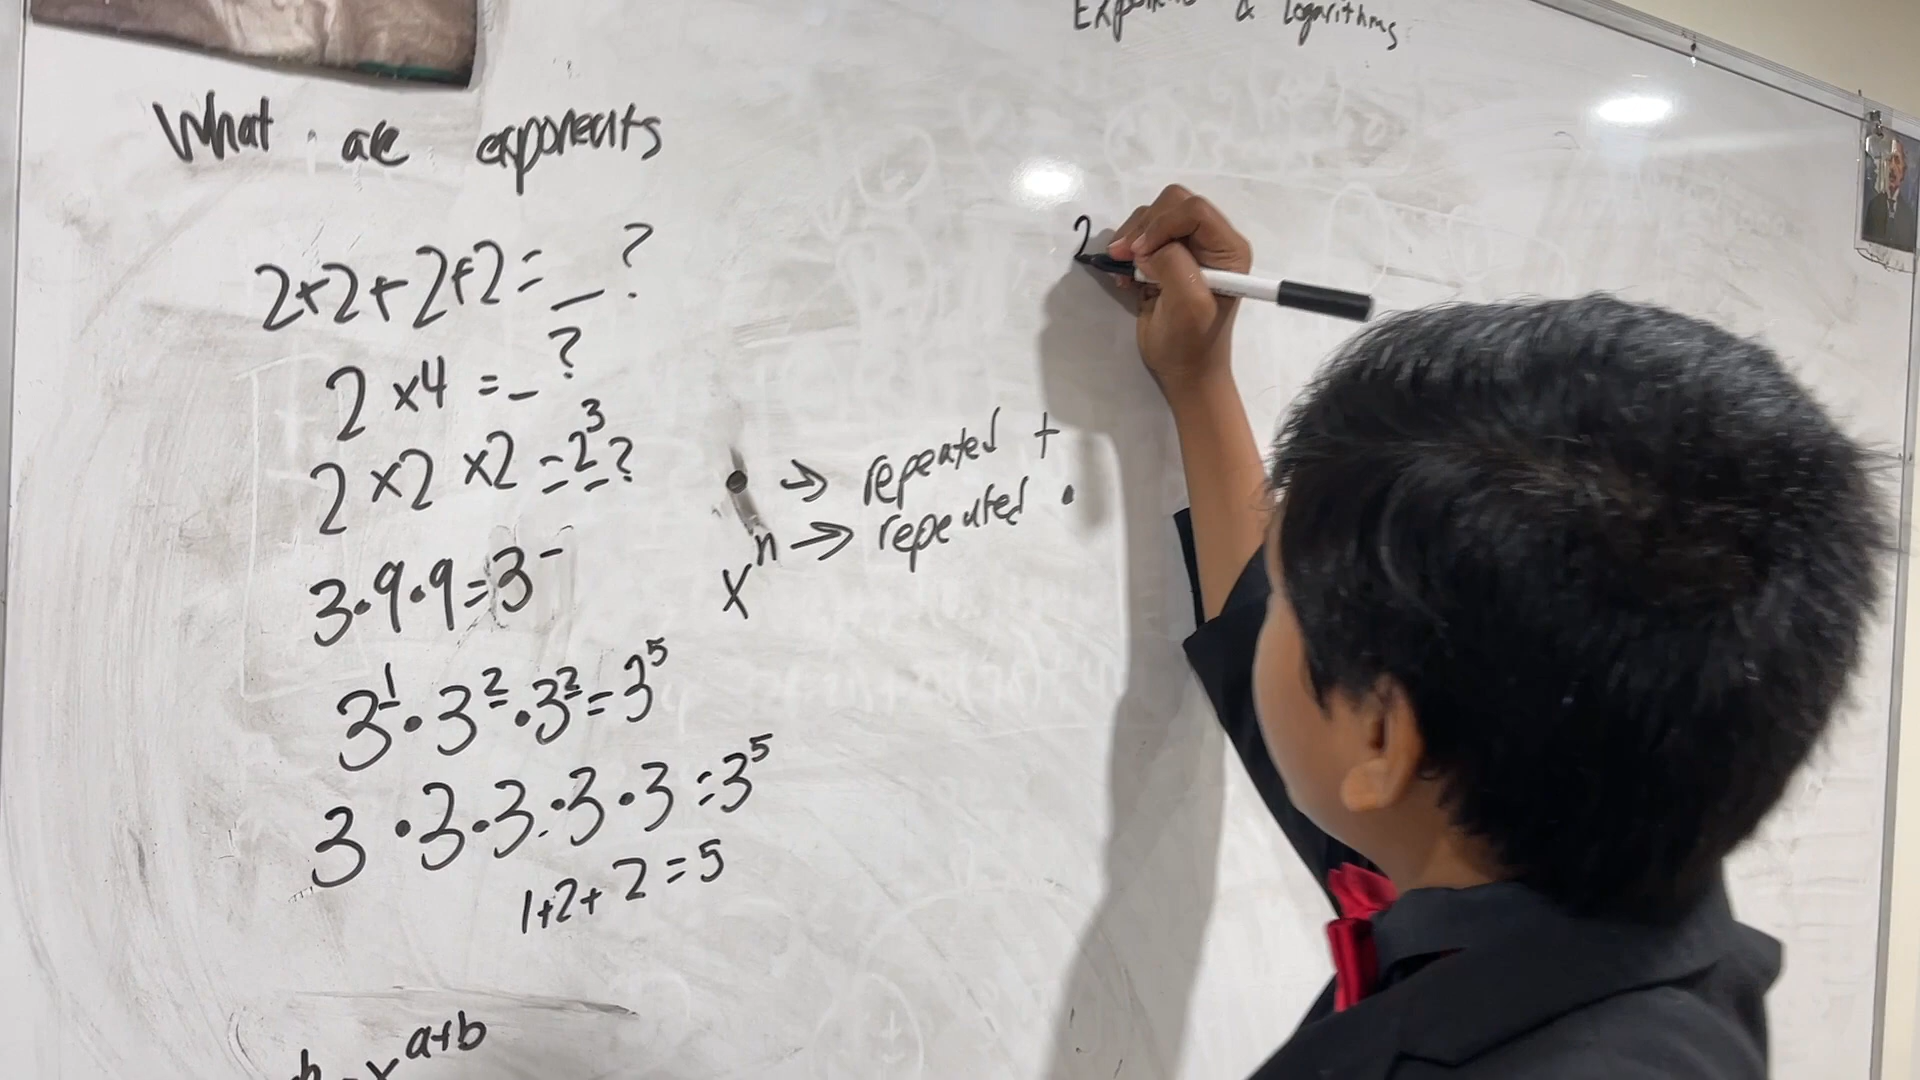 Exponents & Logarithms
What are exponents
2+2+2+2=_?
2×4=_?
2×2×2=2³?
3•9•9=3⁻
3¹•3²•3²=3⁵
3•3•3•3•3=3⁵
1+2+2=5
b=x^a+b
• → repeated +
xⁿ → repeated •
2